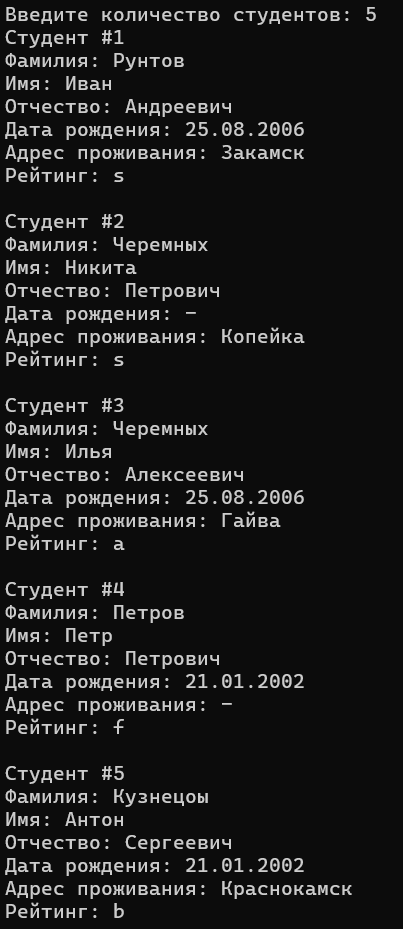 Введите количество студентов: 5
Студент #1
Фамилия: Рунтов
Имя: Иван
Отчество: Андреевич
Дата рождения: 25.08.2006
Адрес проживания: Закамск
Рейтинг: s
Студент #2
Фамилия: Черемных
Имя: Никита
Отчество: Петрович
Дата рождения: -
Адрес проживания: Копейка
Рейтинг: s
Студент #3
Фамилия: Черемных
Имя: Илья
Отчество: Алексеевич
Дата рождения: 25.08.2006
Адрес проживания: Гайва
Рейтинг: a
Студент #4
Фамилия: Петров
Имя: Петр
Отчество: Петрович
Дата рождения: 21.01.2002
Адрес проживания: -
Рейтинг: f
Студент #5
Фамилия: Кузнецоы
Имя: Антон
Отчество: Сергеевич
Дата рождения: 21.01.2002
Адрес проживания: Краснокамск
Рейтинг: b